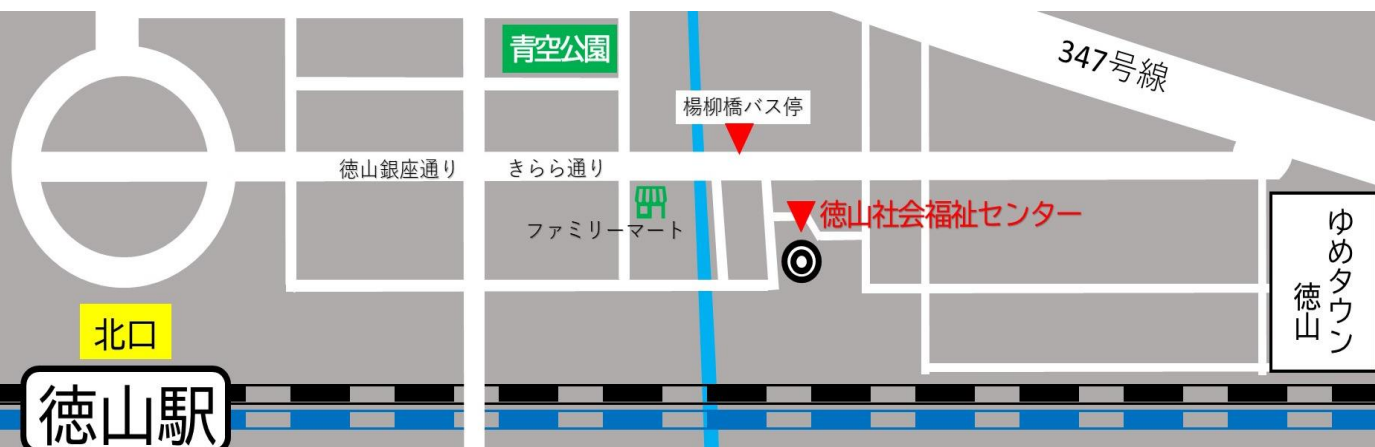 青空公園
347号線
楊柳橋バス停
徳山銀座通り
きらら通り
ファミリーマート
徳山社会福祉センター
ゆめタウン
徳山
北口
徳山駅